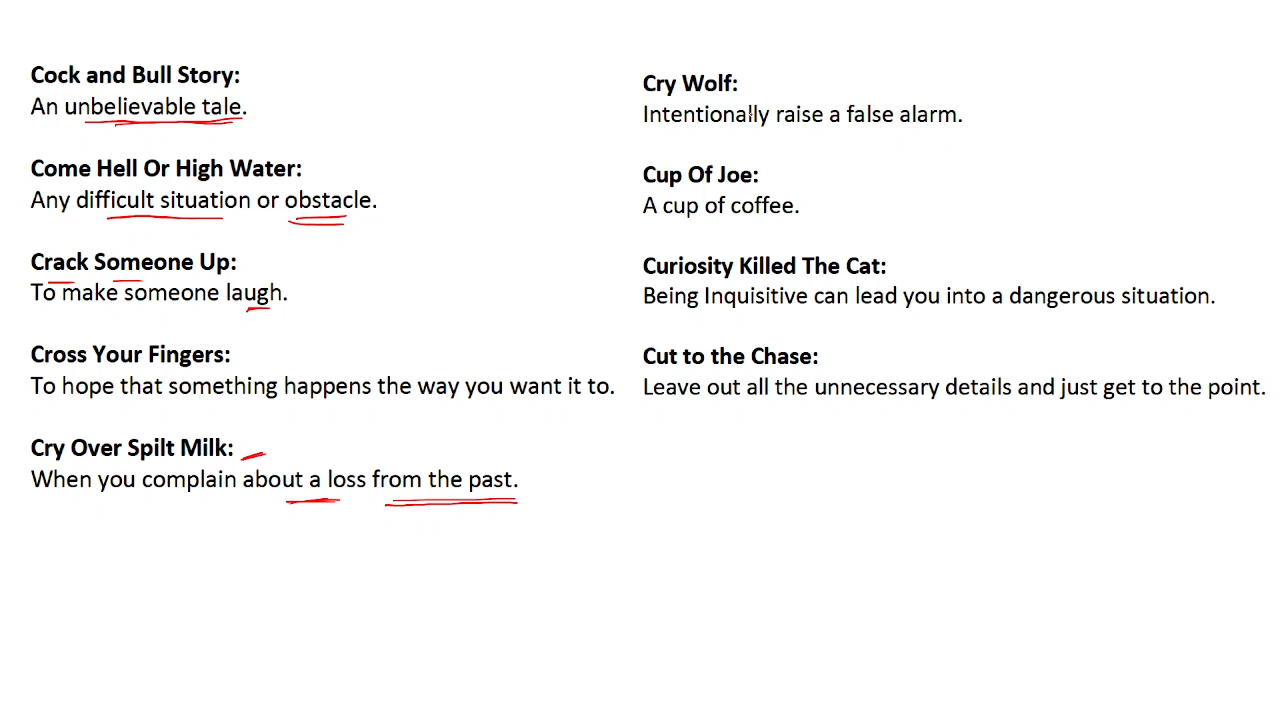 Cock and Bull Story:
An unbelievable tale.
Come Hell Or High Water:
Any difficult situation or obstacle.
Crack Someone Up:
To make someone laugh.
Cross Your Fingers:
To hope that something happens the way you want it to.
Cry Over Spilt Milk:
When you complain about a loss from the past.
Cry Wolf:
Intentionally raise a false alarm.
Cup Of Joe:
A cup of coffee.
Curiosity Killed The Cat:
Being Inquisitive can lead you into a dangerous situation.
Cut to the Chase:
Leave out all the unnecessary details and just get to the point.